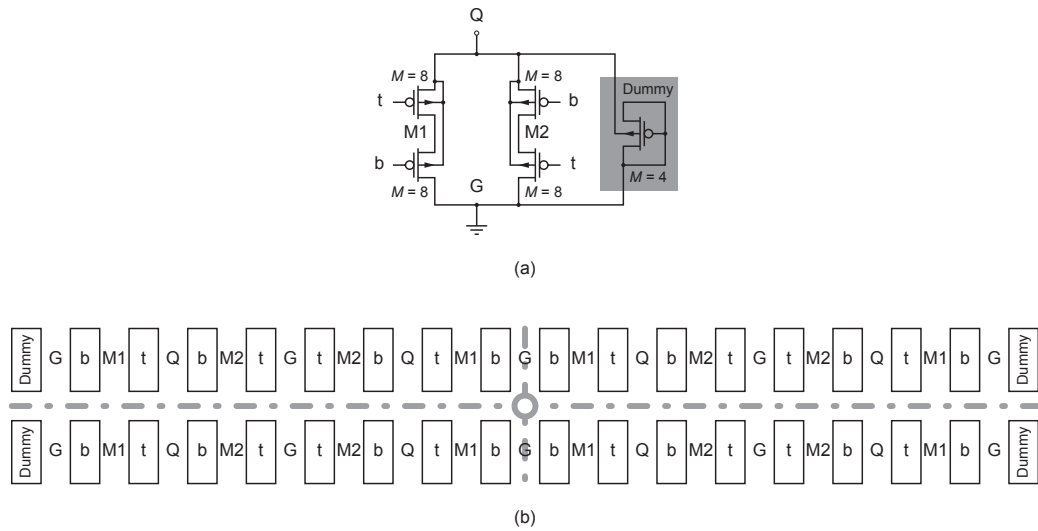 Q
M = 8 M = 8
Dummy
t b
M1 M2
b t
G
M = 8 M = 8 M = 4
(a)
Dummy G b M1 t Q b M2 t G t M2 b Q t M1 b G b M1 t Q b M2 t G t M2 b Q t M1 b G Dummy
Dummy G b M1 t Q b M2 t G t M2 b Q t M1 b G b M1 t Q b M2 t G t M2 b Q t M1 b G Dummy
(b)